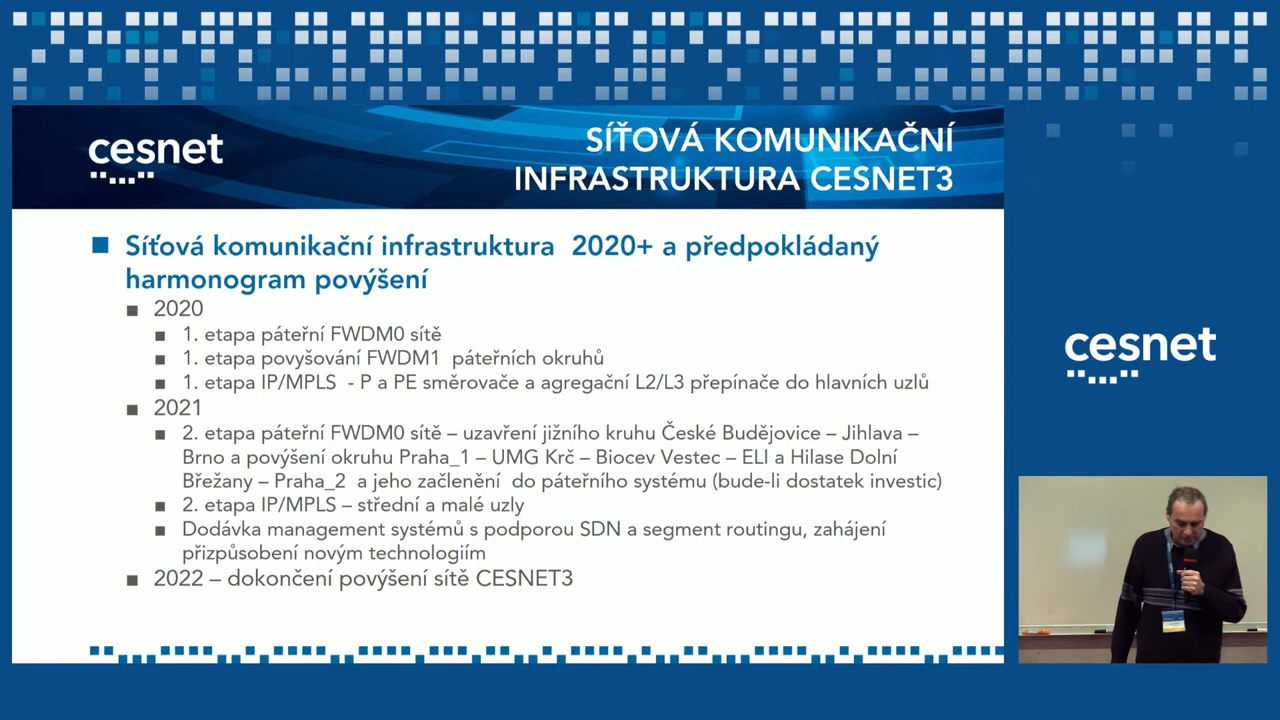 cesnet
SÍŤOVÁ KOMUNIKAČNÍ
INFRASTRUKTURA CESNET3
Síťová komunikační infrastruktura 2020+ a předpokládaný
harmonogram povýšení
2020
1. etapa páteřní FWDM0 sítě
1. etapa povyšování FWDM1 páteřních okruhů
1. etapa IP/MPLS - P a PE směrovače a agregační L2/L3 přepínače do hlavních uzlů
2021
2. etapa páteřní FWDM0 sítě – uzavření jižního kruhu České Budějovice – Jihlava –
Brno a povýšení okruhu Praha_1 – UMG Krč – Biocev Vestec – ELI a Hilase Dolní
Břežany – Praha_2 a jeho začlenění do páteřního systému (bude-li dostatek investic)
2. etapa IP/MPLS – střední a malé uzly
Dodávka management systémů s podporou SDN a segment routingu, zahájení
přizpůsobení novým technologiím
2022 – dokončení povýšení sítě CESNET3
cesnet